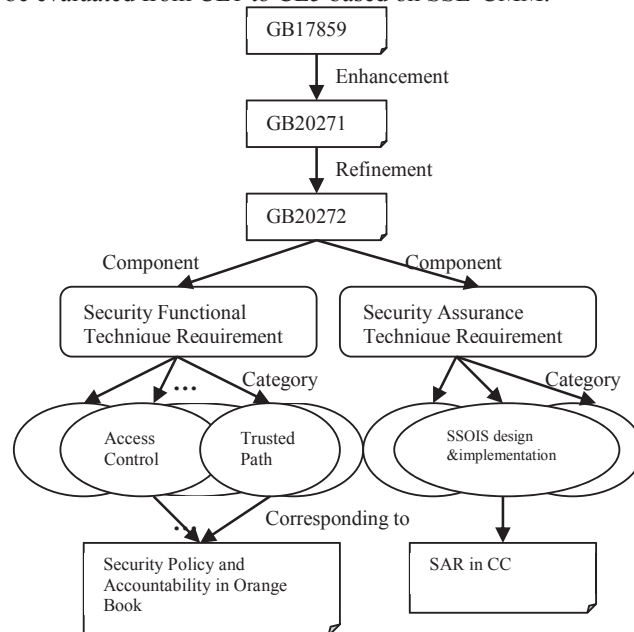 be evaluated from CL1 to CL5 based on SSE-CMM.
GB17859
Enhancement
GB20271
Refinement
GB20272
Component
Component
Security Functional
Technique Requirement
Security Assurance
Technique Requirement
...
Category
Category
Access
Control
Trusted
Path
SSOIS design
&implementation
...
Corresponding to
Security Policy and
Accountability in Orange
Book
SAR in CC